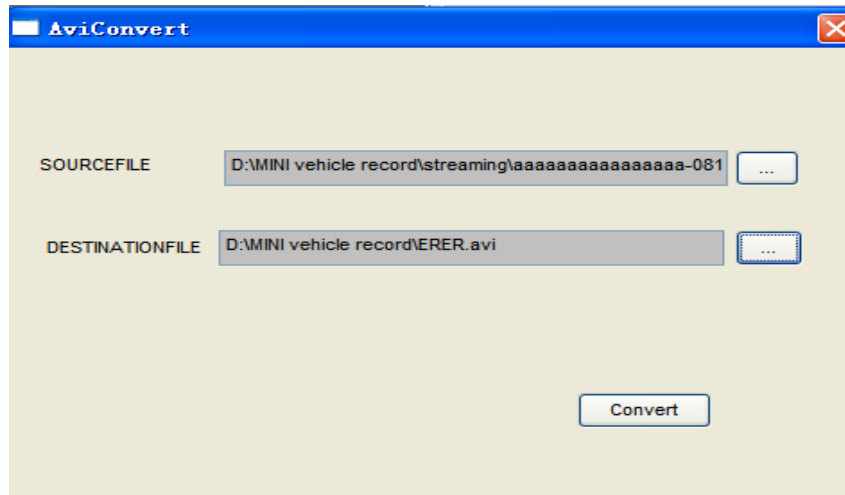 AviConvert
SOURCEFILE D:\MINI vehicle record\streaming\aaaaaaaaaaaaaaaa-081 ...
DESTINATIONFILE D:\MINI vehicle record\ERER.avi ...
Convert